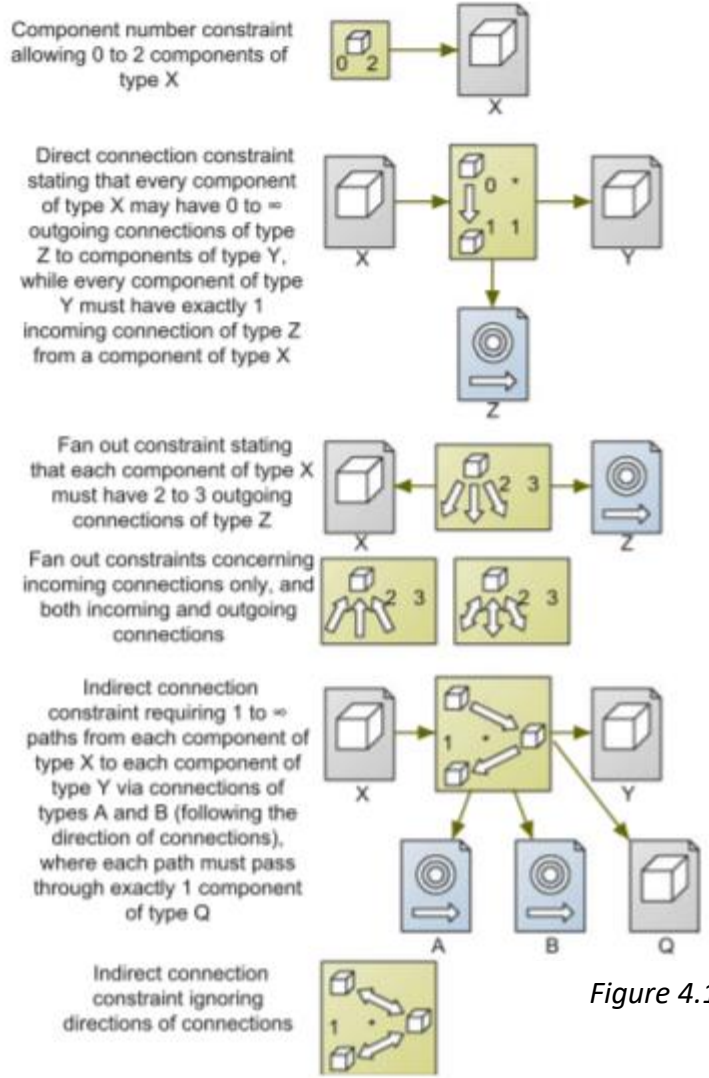 Component number constraint
allowing 0 to 2 components of
type X
0 2
X
Direct connection constraint
stating that every component
of type X may have 0 to ∞
outgoing connections of type
Z to components of type Y,
while every component of type
Y must have exactly 1
incoming connection of type Z
from a component of type X
X
0 *
1 1
Y
Z
Fan out constraint stating
that each component of type X
must have 2 to 3 outgoing
connections of type Z
X
2 3
Z
Fan out constraints concerning
incoming connections only, and
both incoming and outgoing
connections
2 3
2 3
Indirect connection
constraint requiring 1 to ∞
paths from each component of
type X to each component of
type Y via connections of
types A and B (following the
direction of connections),
where each path must pass
through exactly 1 component
of type Q
X
1 *
Y
A
B
Q
Indirect connection
constraint ignoring
directions of connections
1 *
Figure 4.1